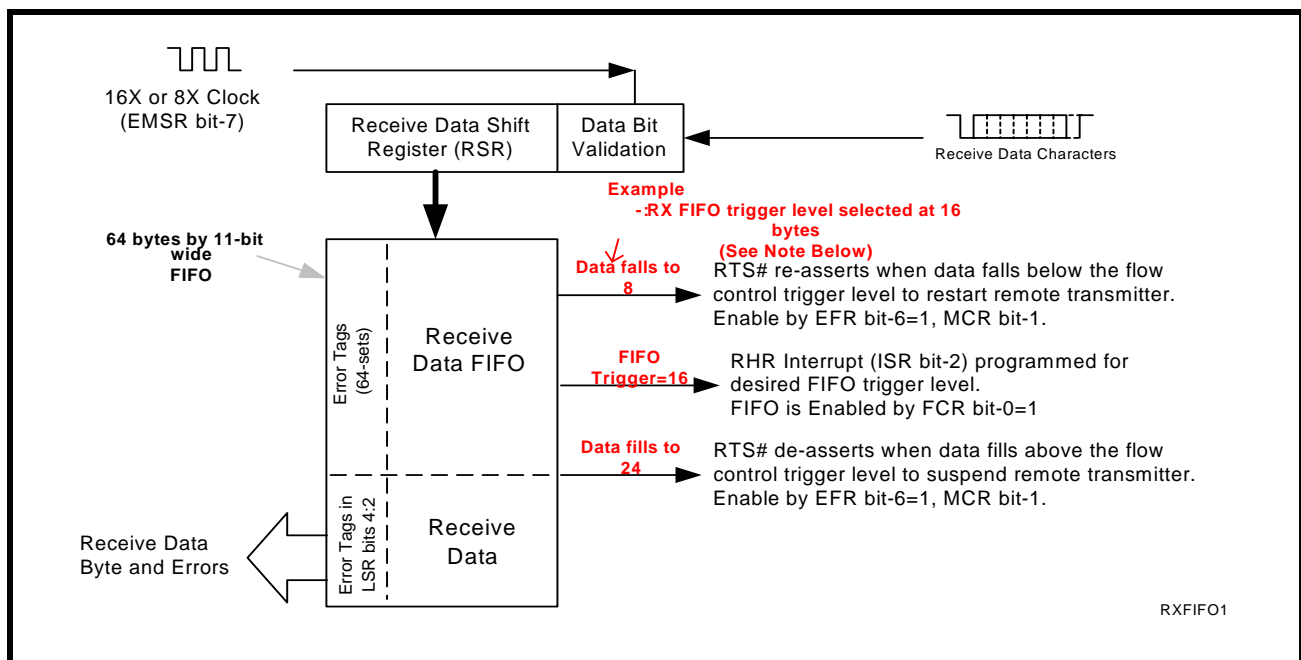 16X or 8X Clock
(EMSR bit-7)
Receive Data Shift
Register (RSR)
Data Bit
Validation
Receive Data Characters
Example
-:RX FIFO trigger level selected at 16
bytes
(See Note Below)
64 bytes by 11-bit
wide
FIFO
Data falls to
8
RTS# re-asserts when data falls below the flow
control trigger level to restart remote transmitter.
Enable by EFR bit-6=1, MCR bit-1.
Error Tags
(64-sets)
Receive
Data FIFO
FIFO
Trigger=16
RHR Interrupt (ISR bit-2) programmed for
desired FIFO trigger level.
FIFO is Enabled by FCR bit-0=1
Data fills to
24
RTS# de-asserts when data fills above the flow
control trigger level to suspend remote transmitter.
Enable by EFR bit-6=1, MCR bit-1.
Error Tags in
LSR bits 4:2
Receive
Data
Receive Data
Byte and Errors
RXFIFO1